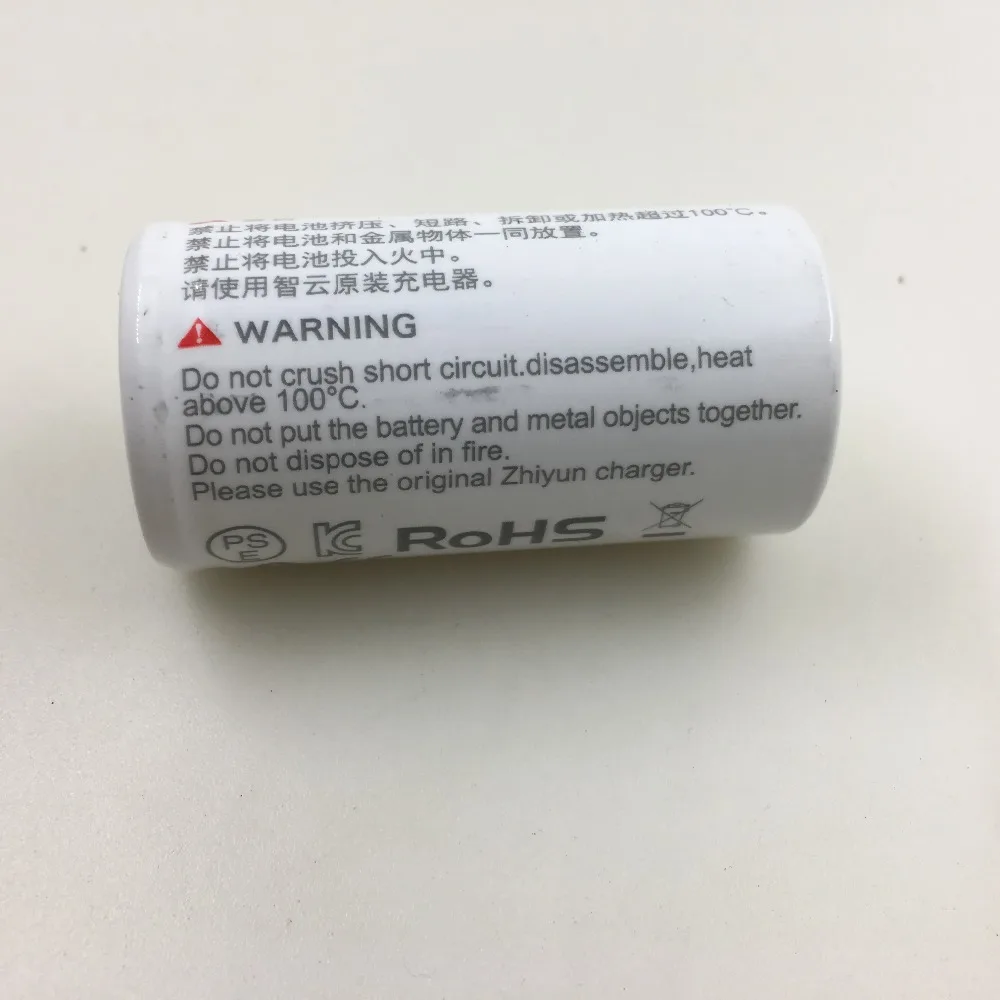 禁止将电池挤压、短路、拆卸或加热超过100°C。
禁止将电池和金属物体一同放置。
禁止将电池投入火中。
请使用智云原装充电器。
WARNING
Do not crush short circuit.disassemble,heat
above 100°C.
Do not put the battery and metal objects together.
Do not dispose of in fire.
Please use the original Zhiyun charger.
PS E KC RoHS